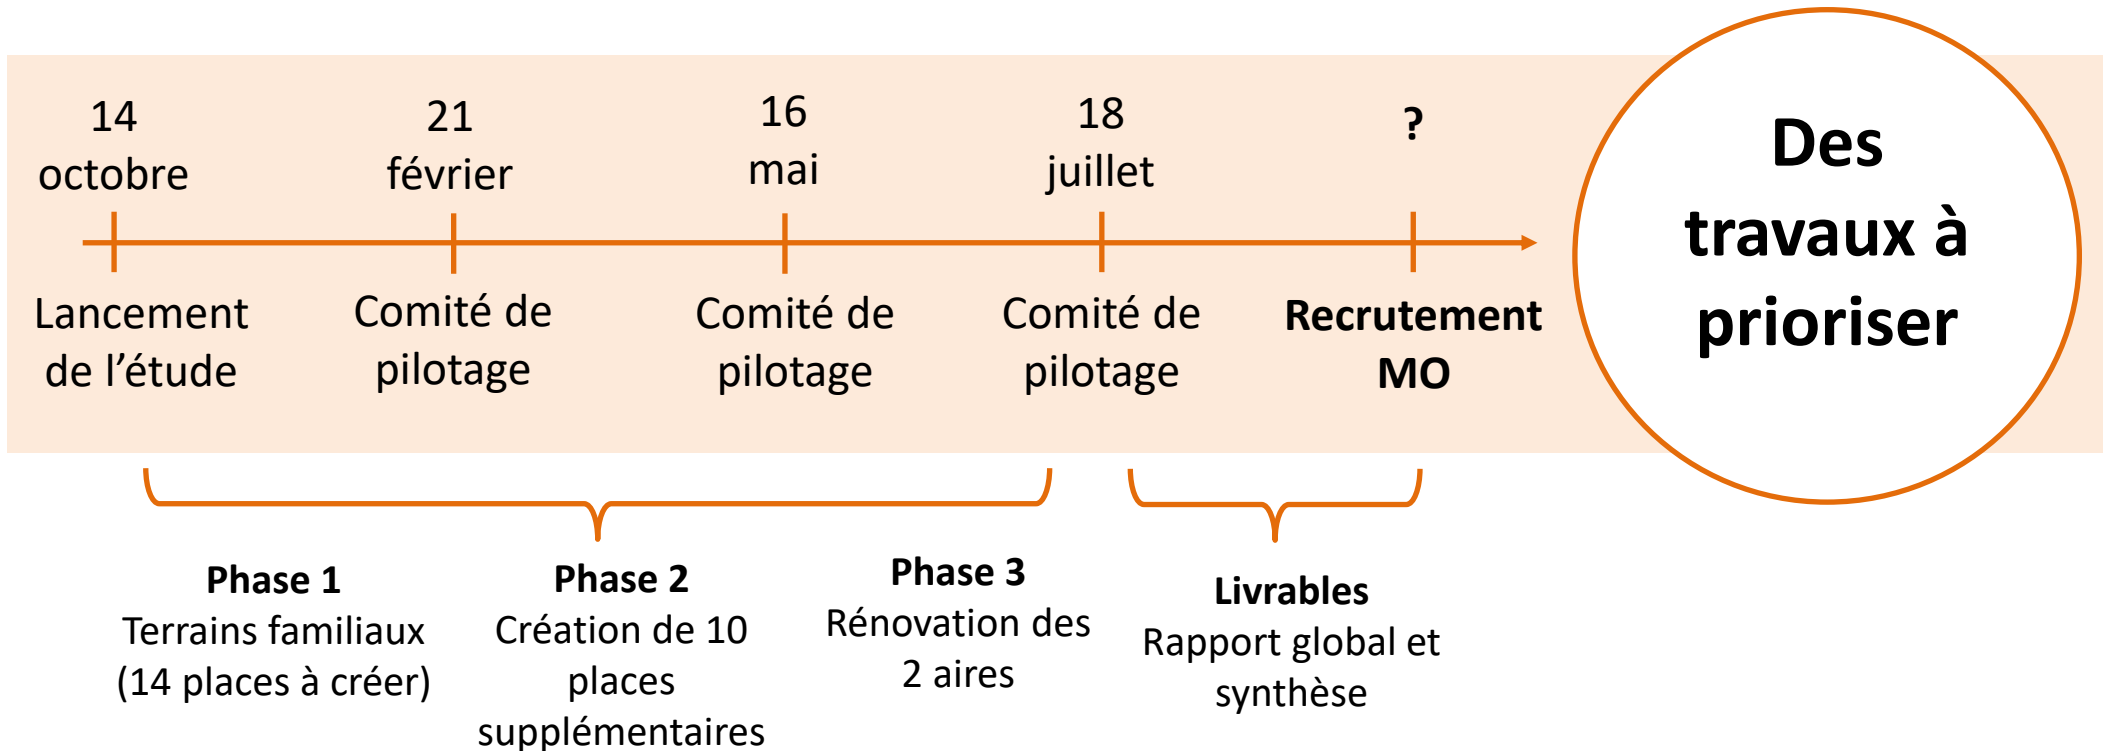 14
octobre
21
février
16
mai
18
juillet
?
Lancement
de l’étude
Comité de
pilotage
Comité de
pilotage
Comité de
pilotage
Recrutement
MO
Des
travaux à
prioriser
Phase 1
Terrains familiaux
(14 places à créer)
Phase 2
Création de 10
places
supplémentaires
Phase 3
Rénovation des
2 aires
Livrables
Rapport global et
synthèse